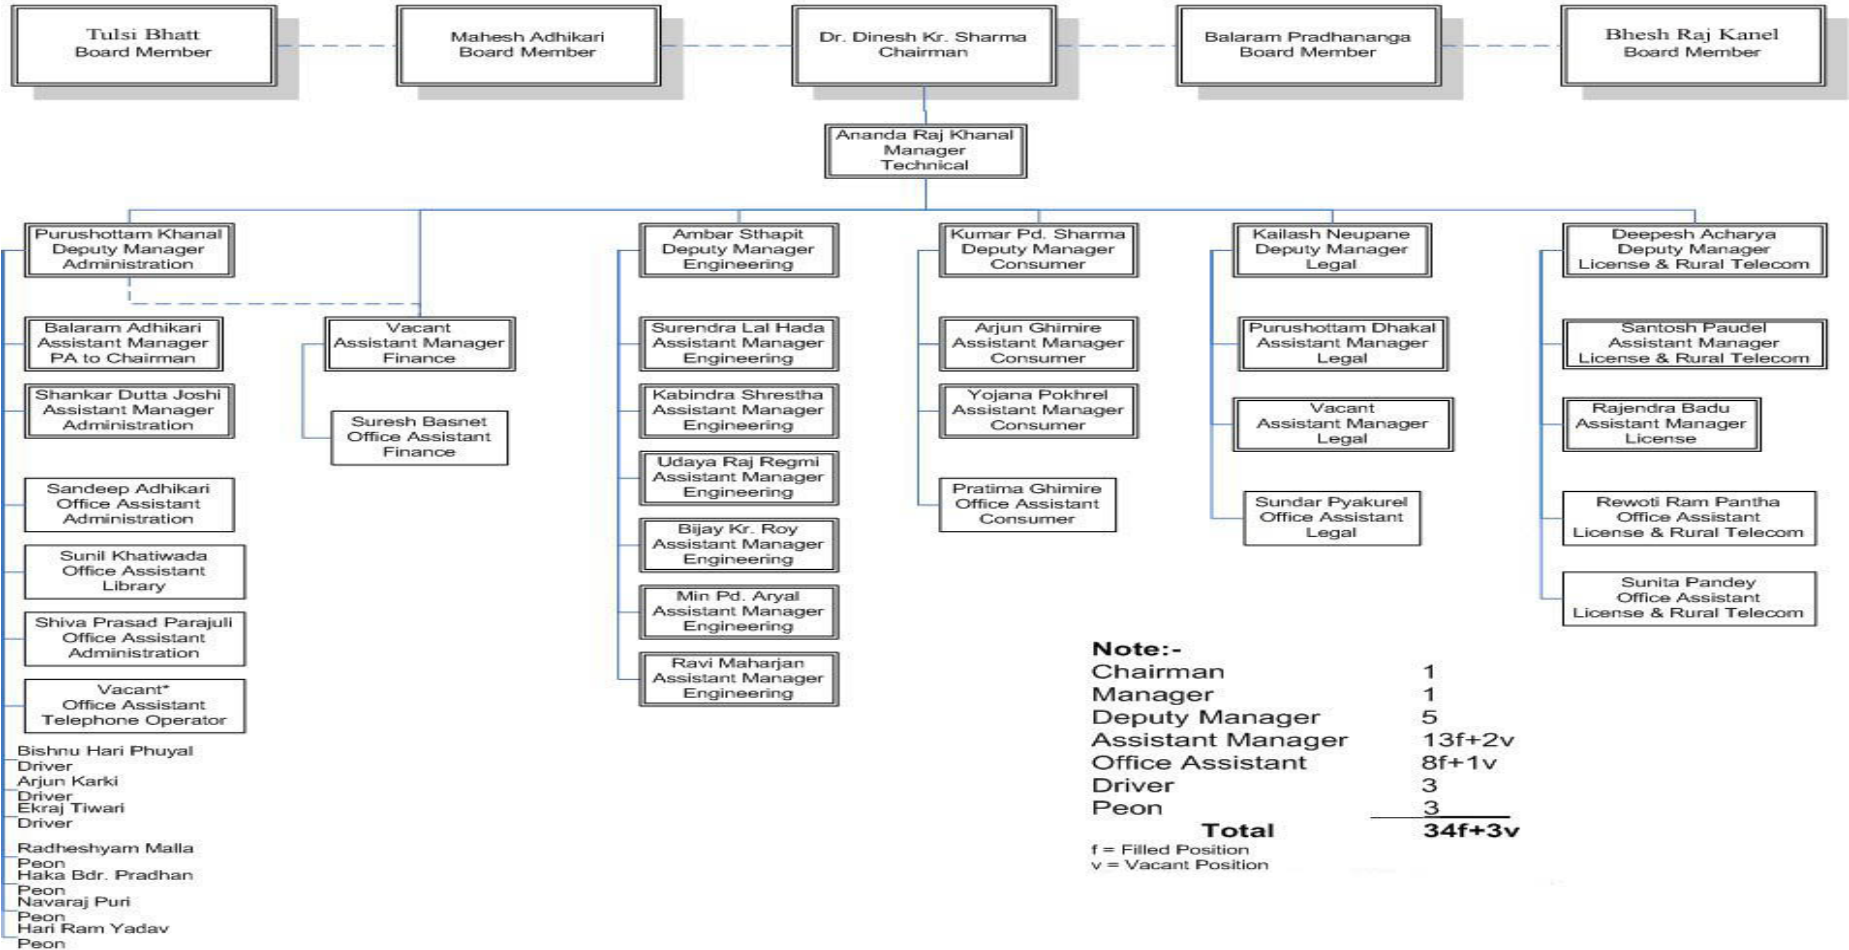 Tulsi Bhatt
Board Member
Mahesh Adhikari
Board Member
Dr. Dinesh Kr. Sharma
Chairman
Balaram Pradhananga
Board Member
Bhesh Raj Kanel
Board Member
Ananda Raj Khanal
Manager
Technical
Purushottam Khanal
Deputy Manager
Administration
Balaram Adhikari
Assistant Manager
PA to Chairman
Shankar Dutta Joshi
Assistant Manager
Administration
Sandeep Adhikari
Office Assistant
Administration
Sunil Khatiwada
Office Assistant
Library
Shiva Prasad Parajuli
Office Assistant
Administration
Vacant*
Office Assistant
Telephone Operator
Bishnu Hari Phuyal
Driver
Arjun Karki
Driver
Ekraj Tiwari
Driver
Radheshyam Malla
Peon
Haka Bdr. Pradhan
Peon
Navaraj Puri
Peon
Hari Ram Yadav
Peon
Vacant
Assistant Manager
Finance
Suresh Basnet
Office Assistant
Finance
Ambar Sthapit
Deputy Manager
Engineering
Surendra Lal Hada
Assistant Manager
Engineering
Kabindra Shrestha
Assistant Manager
Engineering
Udaya Raj Regmi
Assistant Manager
Engineering
Bijay Kr. Roy
Assistant Manager
Engineering
Min Pd. Aryal
Assistant Manager
Engineering
Ravi Maharjan
Assistant Manager
Engineering
Kumar Pd. Sharma
Deputy Manager
Consumer
Arjun Ghimire
Assistant Manager
Consumer
Yojana Pokhrel
Assistant Manager
Consumer
Pratima Ghimire
Office Assistant
Consumer
Kailash Neupane
Deputy Manager
Legal
Purushottam Dhakal
Assistant Manager
Legal
Vacant
Assistant Manager
Legal
Sundar Pyakurel
Office Assistant
Legal
Deepesh Acharya
Deputy Manager
License & Rural Telecom
Santosh Paudel
Assistant Manager
License & Rural Telecom
Rajendra Badu
Assistant Manager
License
Rewoti Ram Pantha
Office Assistant
License & Rural Telecom
Sunita Pandey
Office Assistant
License & Rural Telecom
Note:-
Chairman 1
Manager 1
Deputy Manager 5
Assistant Manager 13f+2v
Office Assistant 8f+1v
Driver 3
Peon 3
Total 34f+3v
f = Filled Position
v = Vacant Position